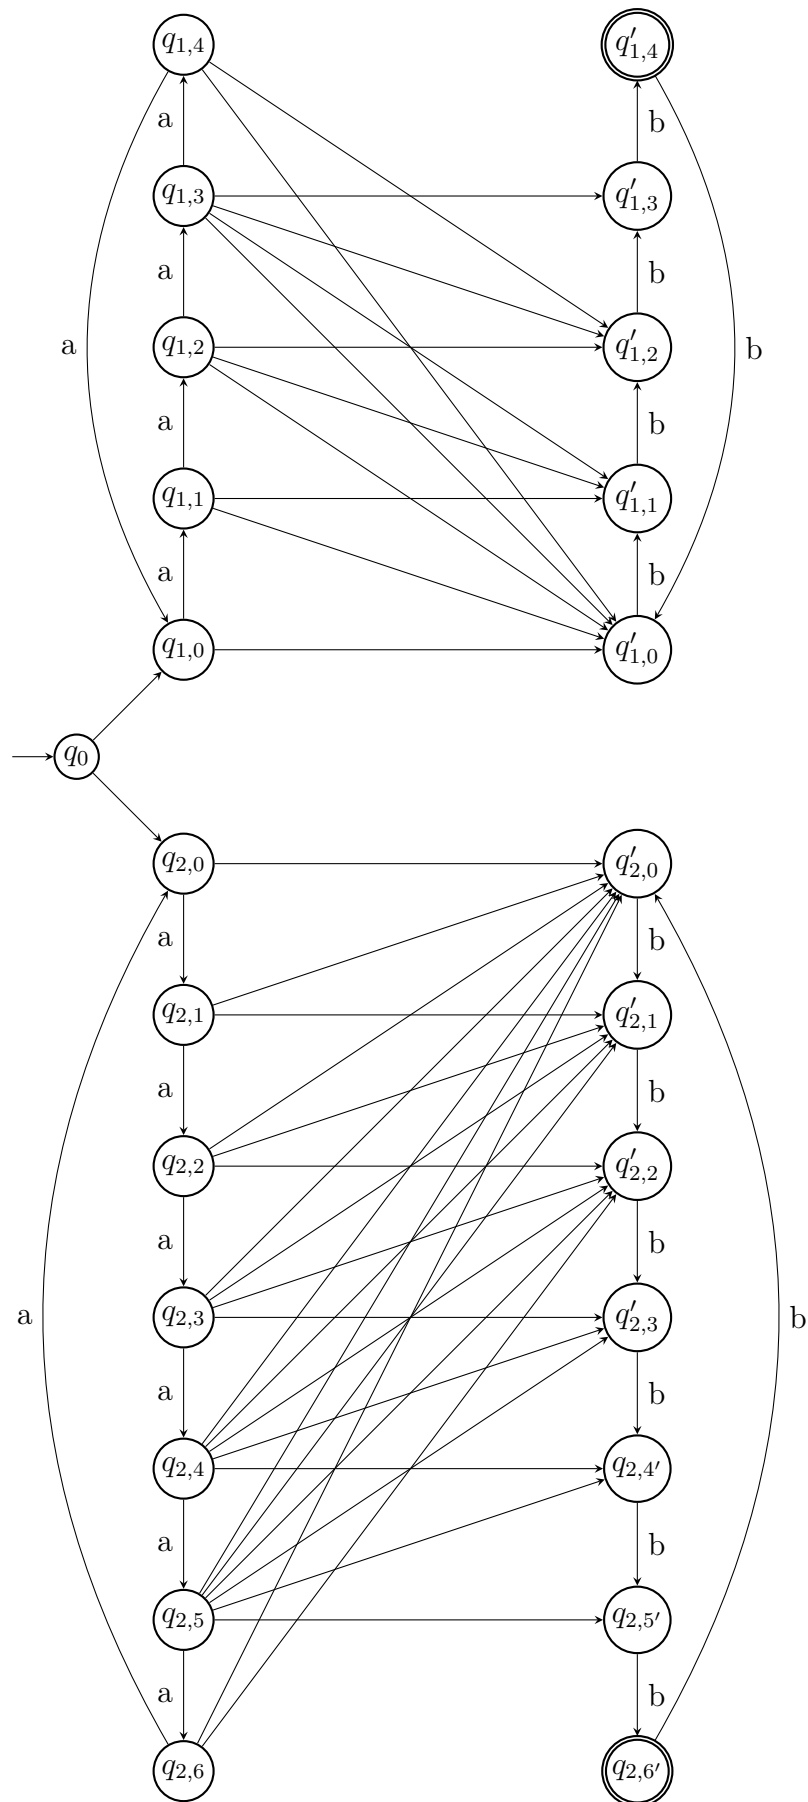 q1,4 q′1,4
a b
q1,3 q′1,3
a b
a q1,2 q′1,2 b
a b
q1,1 q′1,1
a b
q1,0 q′1,0
q0
q2,0 q′2,0
a b
q2,1 q′2,1
a b
q2,2 q′2,2
a b
a q2,3 q′2,3 b
a b
q2,4 q2,4′
a b
q2,5 q2,5′
a b
q2,6 q2,6′